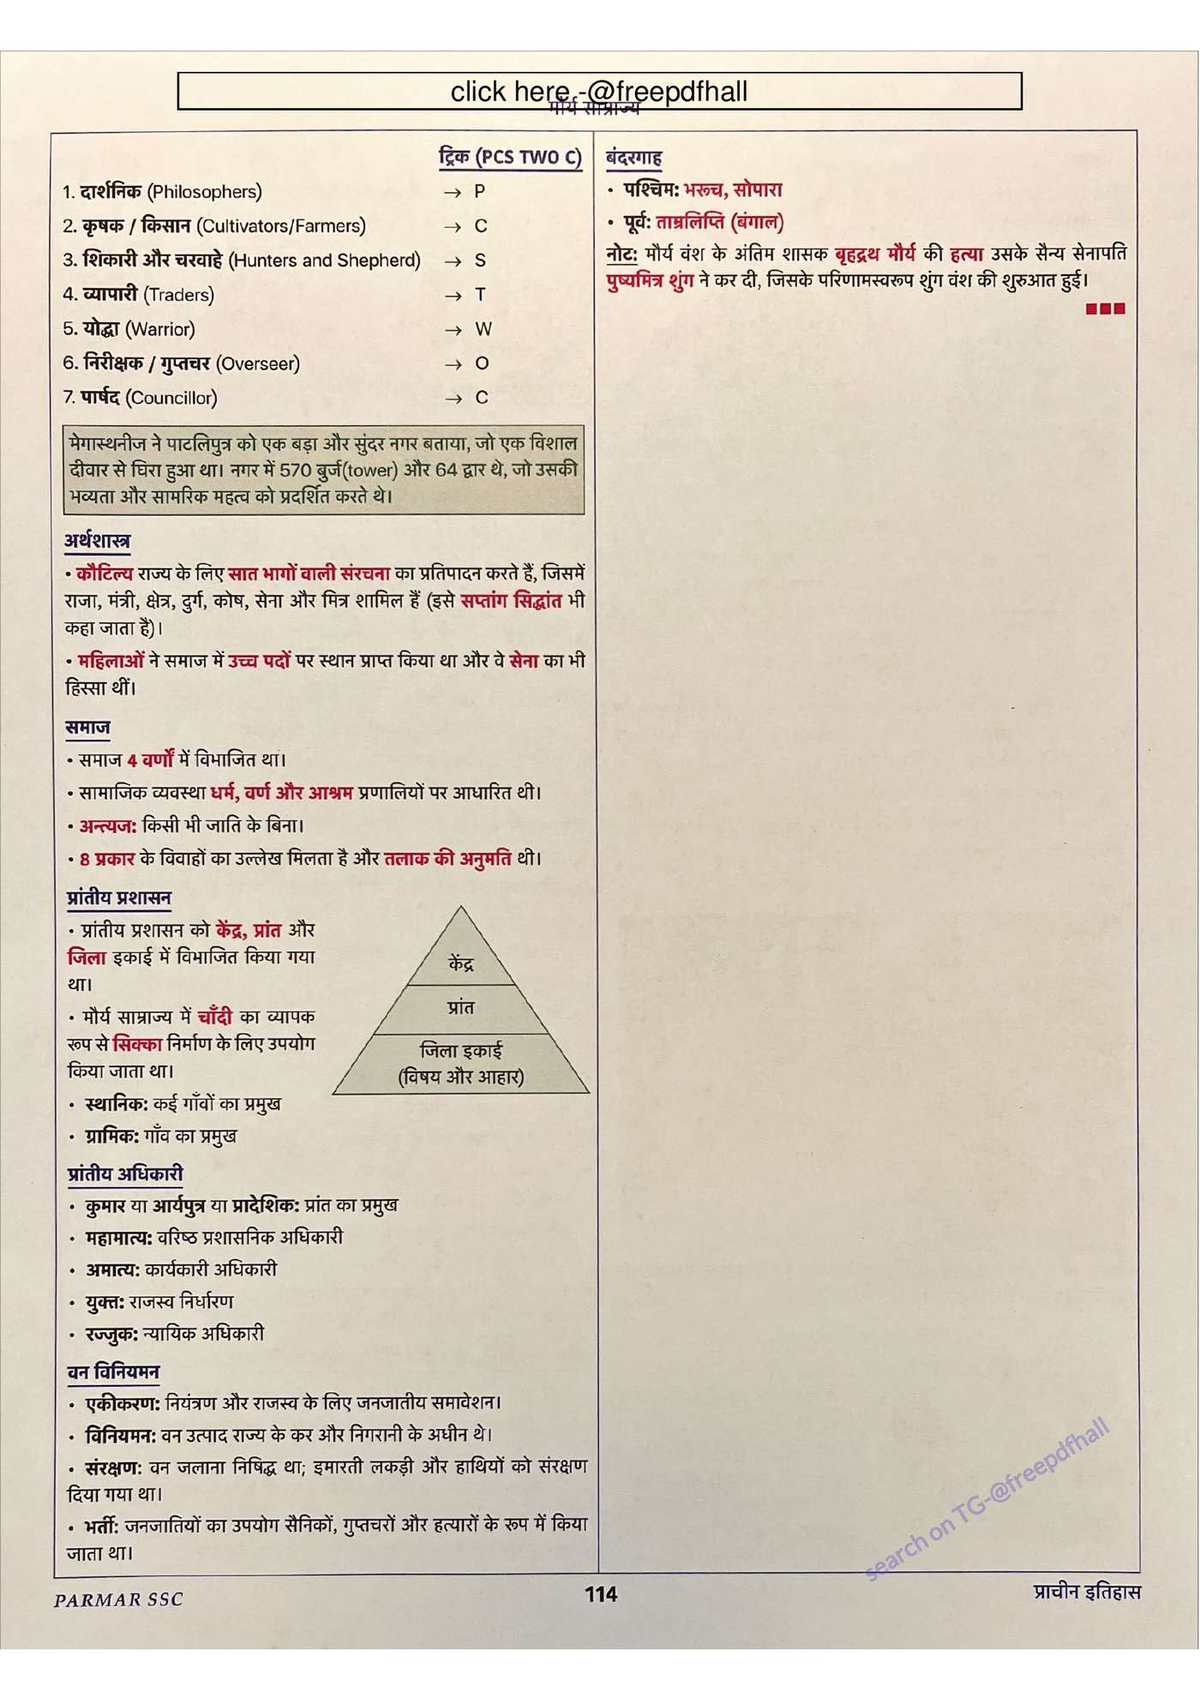 click here -@freepdfhall
मौर्य साम्राज्य
ट्रिक (PCS TWO C)
1. दार्शनिक (Philosophers) → P
2. कृषक / किसान (Cultivators/Farmers) → C
3. शिकारी और चरवाहे (Hunters and Shepherd) → S
4. व्यापारी (Traders) → T
5. योद्धा (Warrior) → W
6. निरीक्षक / गुप्तचर (Overseer) → O
7. पार्षद (Councillor) → C
मेगास्थनीज ने पाटलिपुत्र को एक बड़ा और सुंदर नगर बताया, जो एक विशाल
दीवार से घिरा हुआ था। नगर में 570 बुर्ज(tower) और 64 द्वार थे, जो उसकी
भव्यता और सामरिक महत्व को प्रदर्शित करते थे।
अर्थशास्त्र
• कौटिल्य राज्य के लिए सात भागों वाली संरचना का प्रतिपादन करते हैं, जिसमें
राजा, मंत्री, क्षेत्र, दुर्ग, कोष, सेना और मित्र शामिल हैं (इसे सप्तांग सिद्धांत भी
कहा जाता है)।
• महिलाओं ने समाज में उच्च पदों पर स्थान प्राप्त किया था और वे सेना का भी
हिस्सा थीं।
समाज
• समाज 4 वर्णों में विभाजित था।
• सामाजिक व्यवस्था धर्म, वर्ण और आश्रम प्रणालियों पर आधारित थी।
• अन्त्यज: किसी भी जाति के बिना।
• 8 प्रकार के विवाहों का उल्लेख मिलता है और तलाक की अनुमति थी।
प्रांतीय प्रशासन
• प्रांतीय प्रशासन को केंद्र, प्रांत और
जिला इकाई में विभाजित किया गया
था।
• मौर्य साम्राज्य में चाँदी का व्यापक
रूप से सिक्का निर्माण के लिए उपयोग
किया जाता था।
• स्थानिक: कई गाँवों का प्रमुख
• ग्रामिक: गाँव का प्रमुख
केंद्र
प्रांत
जिला इकाई
(विषय और आहार)
प्रांतीय अधिकारी
• कुमार या आर्यपुत्र या प्रादेशिक: प्रांत का प्रमुख
• महामात्य: वरिष्ठ प्रशासनिक अधिकारी
• अमात्य: कार्यकारी अधिकारी
• युक्त: राजस्व निर्धारण
• रज्जुक: न्यायिक अधिकारी
वन विनियमन
• एकीकरण: नियंत्रण और राजस्व के लिए जनजातीय समावेशन।
• विनियमन: वन उत्पाद राज्य के कर और निगरानी के अधीन थे।
• संरक्षण: वन जलाना निषिद्ध था; इमारती लकड़ी और हाथियों को संरक्षण
दिया गया था।
• भर्ती: जनजातियों का उपयोग सैनिकों, गुप्तचरों और हत्यारों के रूप में किया
जाता था।
बंदरगाह
• पश्चिम: भरूच, सोपारा
• पूर्व: ताम्रलिप्ति (बंगाल)
नोट: मौर्य वंश के अंतिम शासक बृहद्रथ मौर्य की हत्या उसके सैन्य सेनापति
पुष्यमित्र शुंग ने कर दी, जिसके परिणामस्वरूप शुंग वंश की शुरुआत हुई।
search on TG-@freepdfhall
PARMAR SSC
114
प्राचीन इतिहास